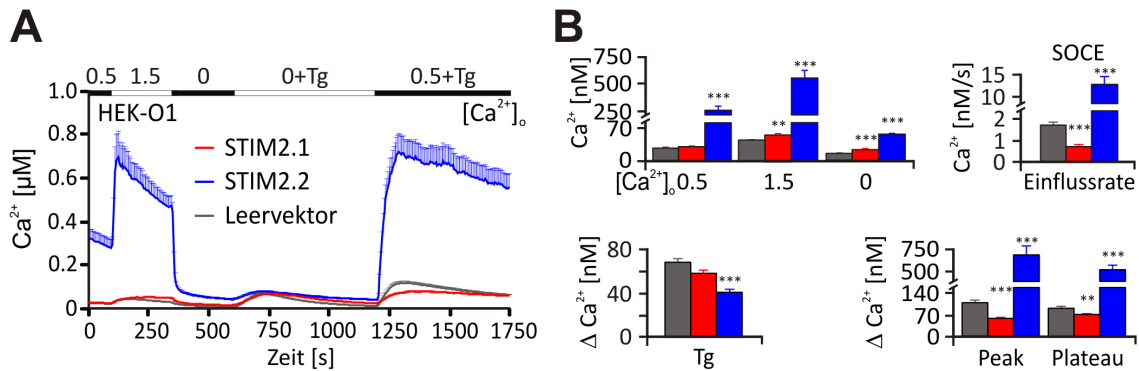 A
0.5 1.5 0 0+Tg 0.5+Tg
HEK-O1
[Ca²⁺]ₒ
STIM2.1
STIM2.2
Leervektor
Ca²⁺ [µM]
1.0
0.8
0.6
0.4
0.2
0
0 250 500 750 1000 1250 1500 1750
Zeit [s]
B
Ca²⁺ [nM]
750
500
250
70
0
***
** ***
*** ***
[Ca²⁺]ₒ 0.5 1.5 0
SOCE
Ca²⁺ [nM/s]
15
10
5
2
1
0
*** ***
Einflussrate
Δ Ca²⁺ [nM]
80
60
40
0
***
Tg
Δ Ca²⁺ [nM]
750
500
140
70
0
*** ***
** ***
Peak Plateau